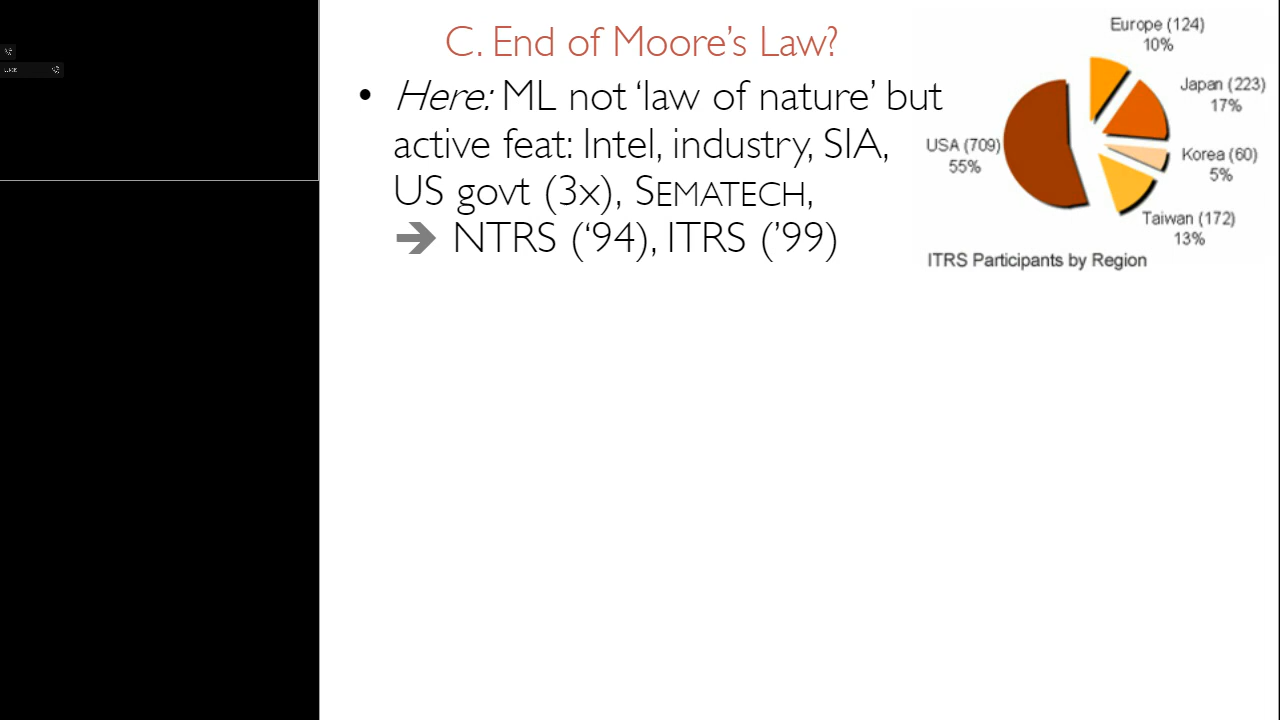 C. End of Moore’s Law?
• Here: ML not ‘law of nature’ but
active feat: Intel, industry, SIA,
US govt (3x), SEMATECH,
➔ NTRS (‘94), ITRS (’99)
Europe (124)
10%
Japan (223)
17%
USA (709)
55%
Korea (60)
5%
Taiwan (172)
13%
ITRS Participants by Region